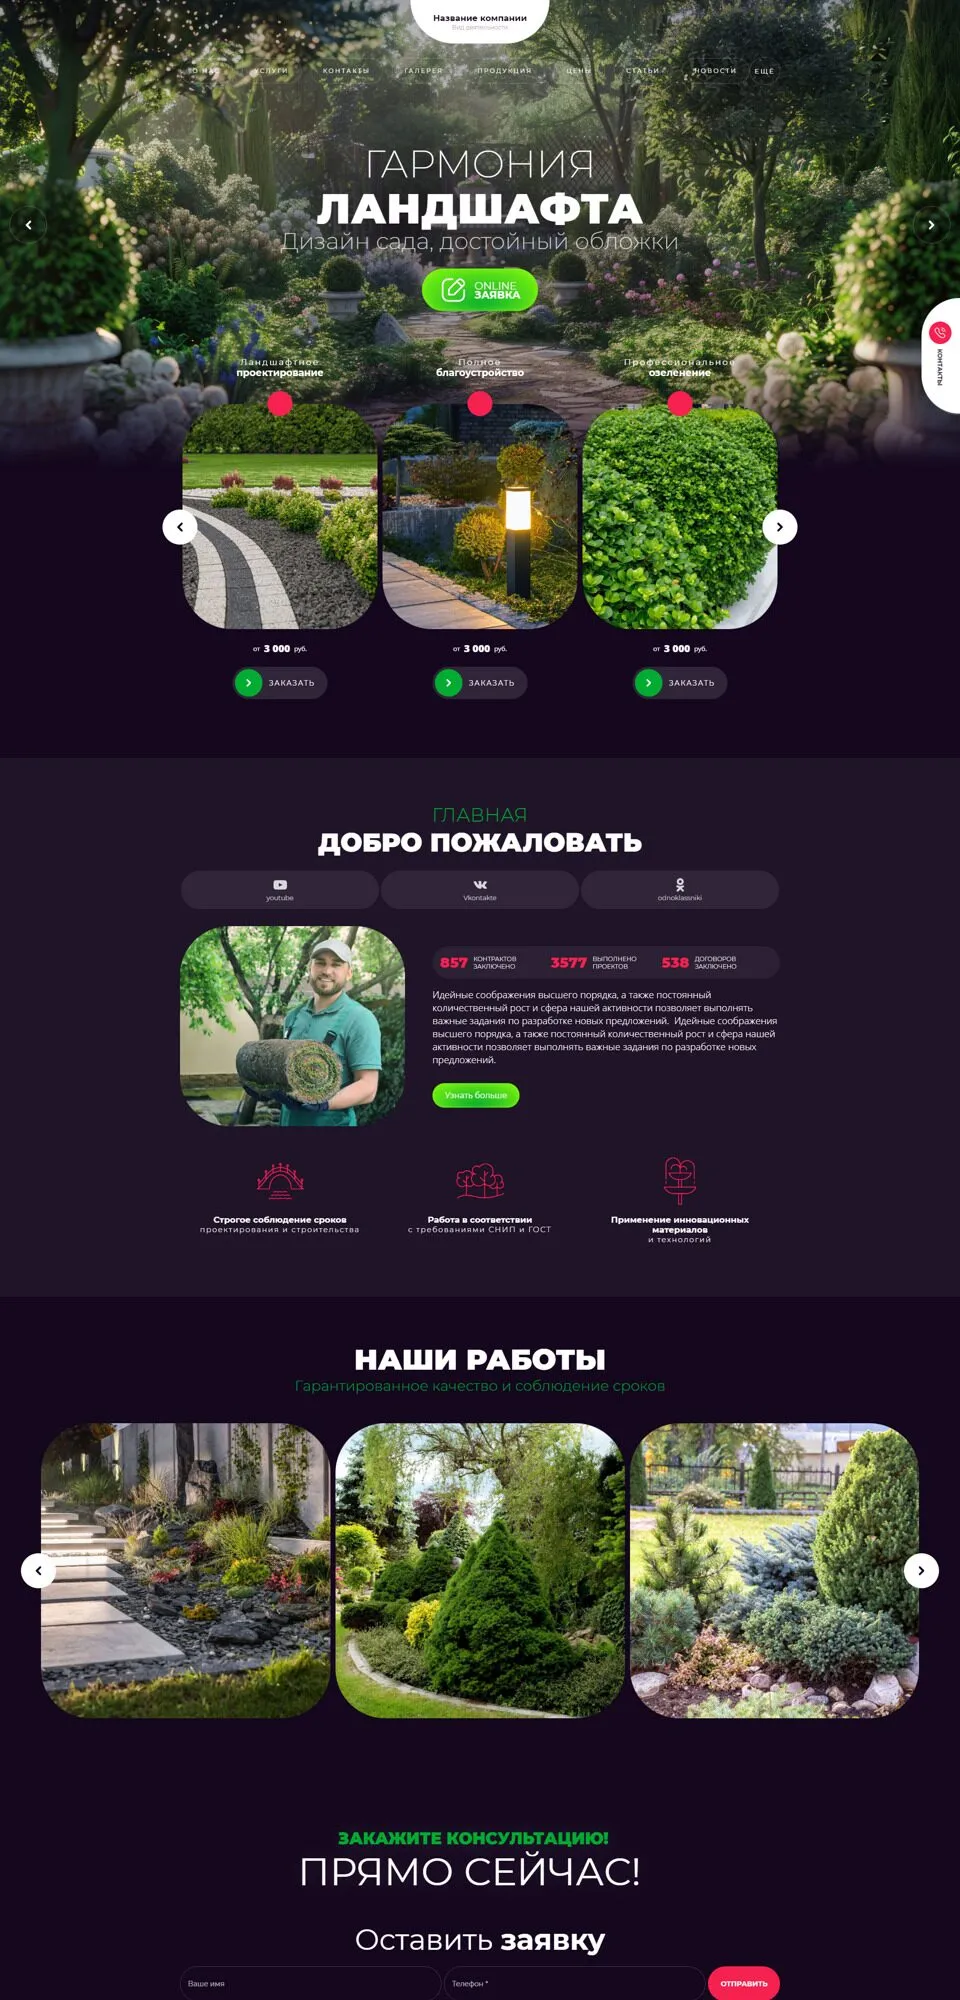 Название компании
Вид деятельности
О НАС УСЛУГИ КОНТАКТЫ ГАЛЕРЕЯ ПРОДУКЦИЯ ЦЕНЫ СТАТЬИ НОВОСТИ ЕЩЁ
ГАРМОНИЯ
ЛАНДШАФТА
Дизайн сада, достойный обложки
ONLINE
ЗАЯВКА
КОНТАКТЫ
Ландшафтное
проектирование
Полное
благоустройство
Профессиональное
озеленение
от 3 000 руб.
от 3 000 руб.
от 3 000 руб.
ЗАКАЗАТЬ
ЗАКАЗАТЬ
ЗАКАЗАТЬ
ГЛАВНАЯ
ДОБРО ПОЖАЛОВАТЬ
youtube
Vkontakte
odnoklassniki
857 КОНТРАКТОВ
ЗАКЛЮЧЕНО
3577 ВЫПОЛНЕНО
ПРОЕКТОВ
538 ДОГОВОРОВ
ЗАКЛЮЧЕНО
Идейные соображения высшего порядка, а также постоянный
количественный рост и сфера нашей активности позволяет выполнять
важные задания по разработке новых предложений. Идейные соображения
высшего порядка, а также постоянный количественный рост и сфера нашей
активности позволяет выполнять важные задания по разработке новых
предложений.
Узнать больше
Строгое соблюдение сроков
проектирования и строительства
Работа в соответствии
с требованиями СНИП и ГОСТ
Применение инновационных
материалов
и технологий
НАШИ РАБОТЫ
Гарантированное качество и соблюдение сроков
ЗАКАЖИТЕ КОНСУЛЬТАЦИЮ!
ПРЯМО СЕЙЧАС!
Оставить заявку
Ваше имя
Телефон *
ОТПРАВИТЬ